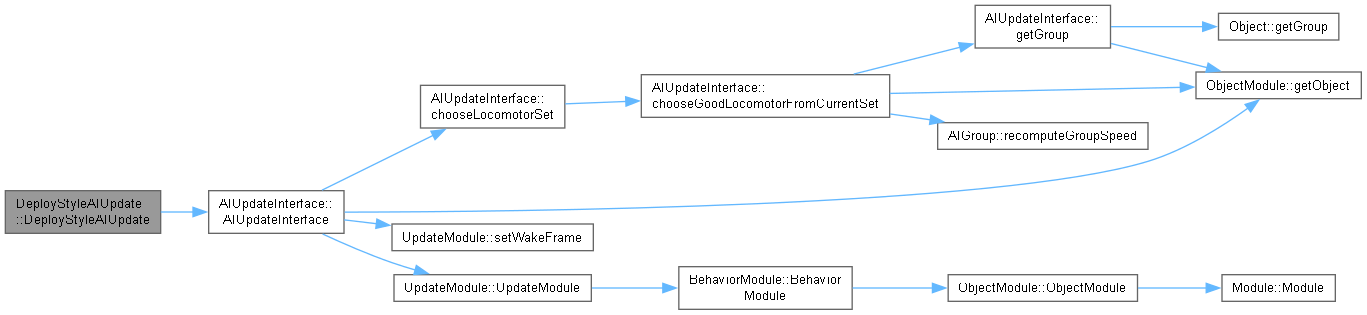 DeployStyleAIUpdate
::DeployStyleAIUpdate
AIUpdateInterface::
AIUpdateInterface
AIUpdateInterface::
chooseLocomotorSet
AIUpdateInterface::
chooseGoodLocomotorFromCurrentSet
AIUpdateInterface::
getGroup
Object::getGroup
ObjectModule::getObject
AIGroup::recomputeGroupSpeed
UpdateModule::setWakeFrame
UpdateModule::UpdateModule
BehaviorModule::Behavior
Module
ObjectModule::ObjectModule
Module::Module